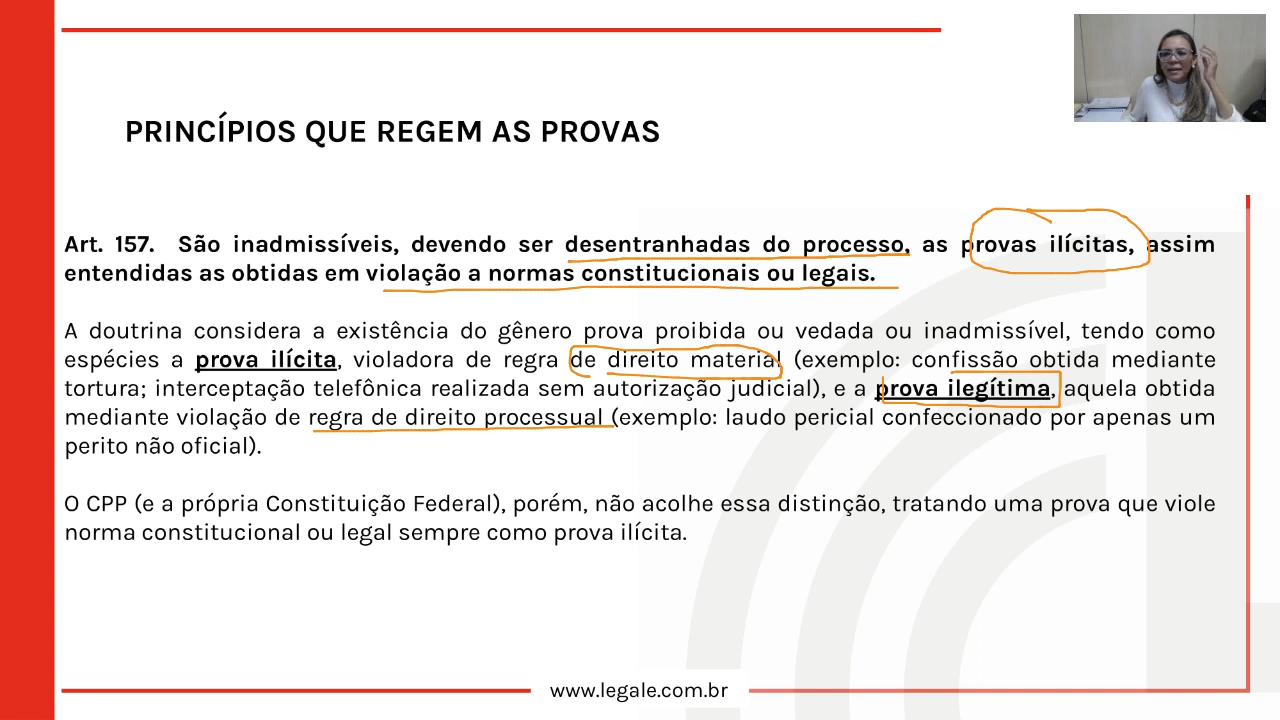 PRINCÍPIOS QUE REGEM AS PROVAS
Art. 157. São inadmissíveis, devendo ser desentranhadas do processo, as provas ilícitas, assim
entendidas as obtidas em violação a normas constitucionais ou legais.
A doutrina considera a existência do gênero prova proibida ou vedada ou inadmissível, tendo como
espécies a prova ilícita, violadora de regra de direito material (exemplo: confissão obtida mediante
tortura; interceptação telefônica realizada sem autorização judicial), e a prova ilegítima, aquela obtida
mediante violação de regra de direito processual (exemplo: laudo pericial confeccionado por apenas um
perito não oficial).
O CPP (e a própria Constituição Federal), porém, não acolhe essa distinção, tratando uma prova que viole
norma constitucional ou legal sempre como prova ilícita.
www.legale.com.br